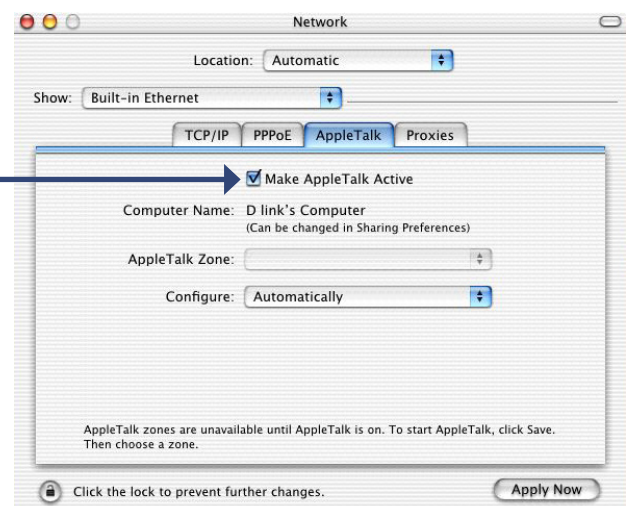 Network
Location: Automatic
Show: Built-in Ethernet
TCP/IP PPPoE AppleTalk Proxies
Make AppleTalk Active
Computer Name: D link's Computer
(Can be changed in Sharing Preferences)
AppleTalk Zone:
Configure: Automatically
AppleTalk zones are unavailable until AppleTalk is on. To start AppleTalk, click Save.
Then choose a zone.
Click the lock to prevent further changes. Apply Now